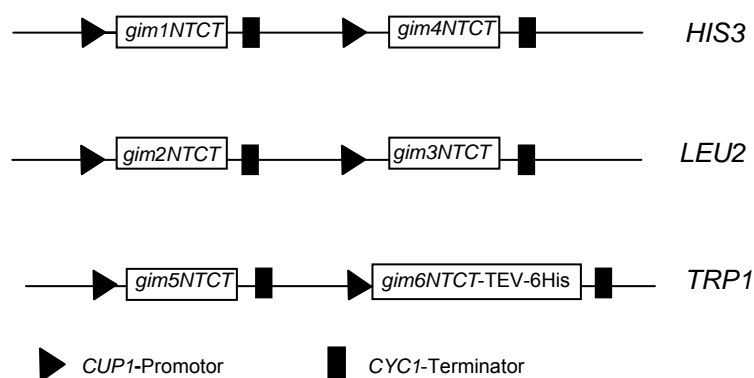 gim1NTCT gim4NTCT HIS3
gim2NTCT gim3NTCT LEU2
gim5NTCT gim6NTCT-TEV-6His TRP1
CUP1-Promotor CYC1-Terminator